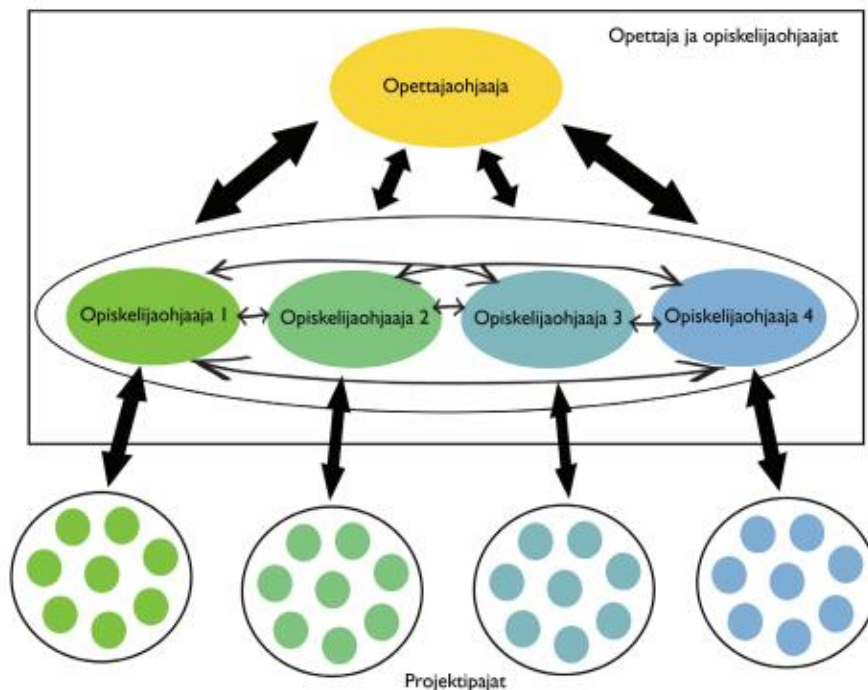 Opettaja ja opiskelijaohjaajat
Opettajaohjaaja
Opiskelijaohjaaja 1
Opiskelijaohjaaja 2
Opiskelijaohjaaja 3
Opiskelijaohjaaja 4
Projektipajat